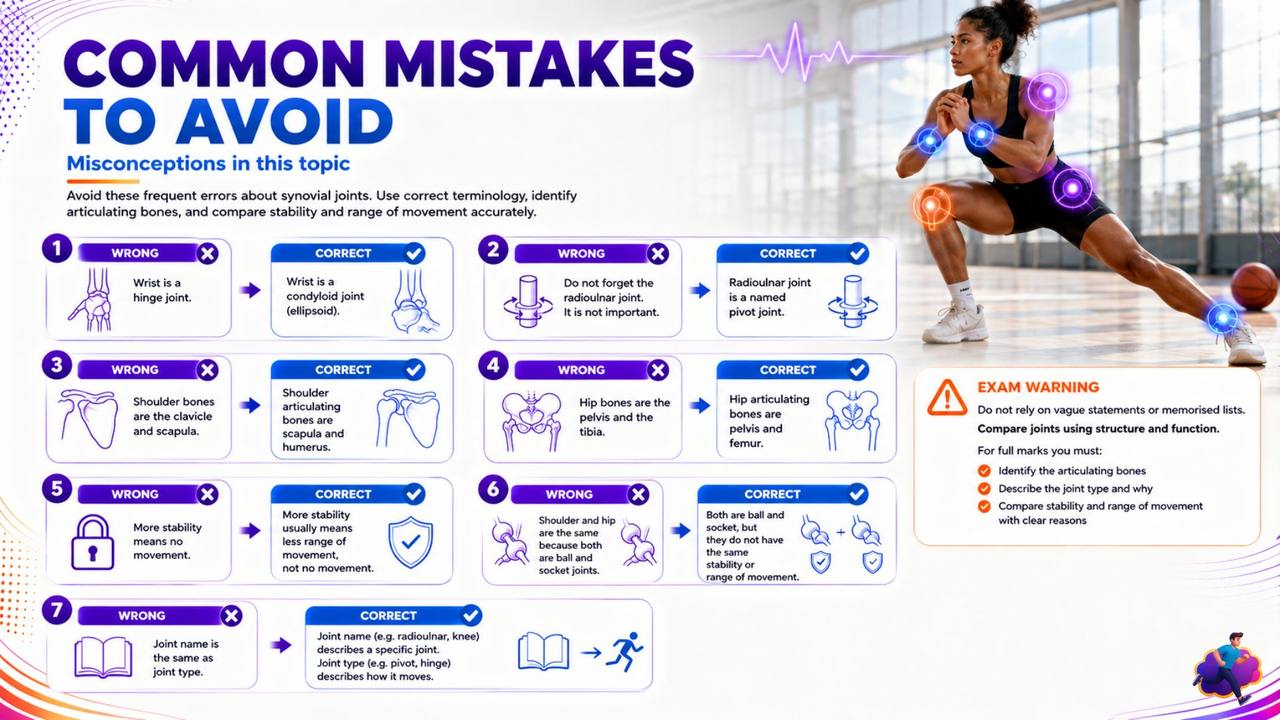 COMMON MISTAKES
TO AVOID
Misconceptions in this topic
Avoid these frequent errors about synovial joints. Use correct terminology, identify
articulating bones, and compare stability and range of movement accurately.
1
WRONG
Wrist is a
hinge joint.
CORRECT
Wrist is a
condyloid joint
(ellipsoid).
2
WRONG
Do not forget the
radioulnar joint.
It is not important.
CORRECT
Radioulnar joint
is a named
pivot joint.
3
WRONG
Shoulder bones
are the clavicle
and scapula.
CORRECT
Shoulder
articulating
bones are
scapula and
humerus.
4
WRONG
Hip bones are the
pelvis and the
tibia.
CORRECT
Hip articulating
bones are
pelvis and
femur.
5
WRONG
More stability
means no
movement.
CORRECT
More stability
usually means
less range of
movement,
not no movement.
6
WRONG
Shoulder and hip
are the same
because both
are ball and
socket joints.
CORRECT
Both are ball and
socket, but
they do not have
the same
stability or
range of movement.
7
WRONG
Joint name is
the same as
joint type.
CORRECT
Joint name (e.g. radioulnar, knee)
describes a specific joint.
Joint type (e.g. pivot, hinge)
describes how it moves.
EXAM WARNING
Do not rely on vague statements or memorised lists.
Compare joints using structure and function.
For full marks you must:
Identify the articulating bones
Describe the joint type and why
Compare stability and range of movement
with clear reasons